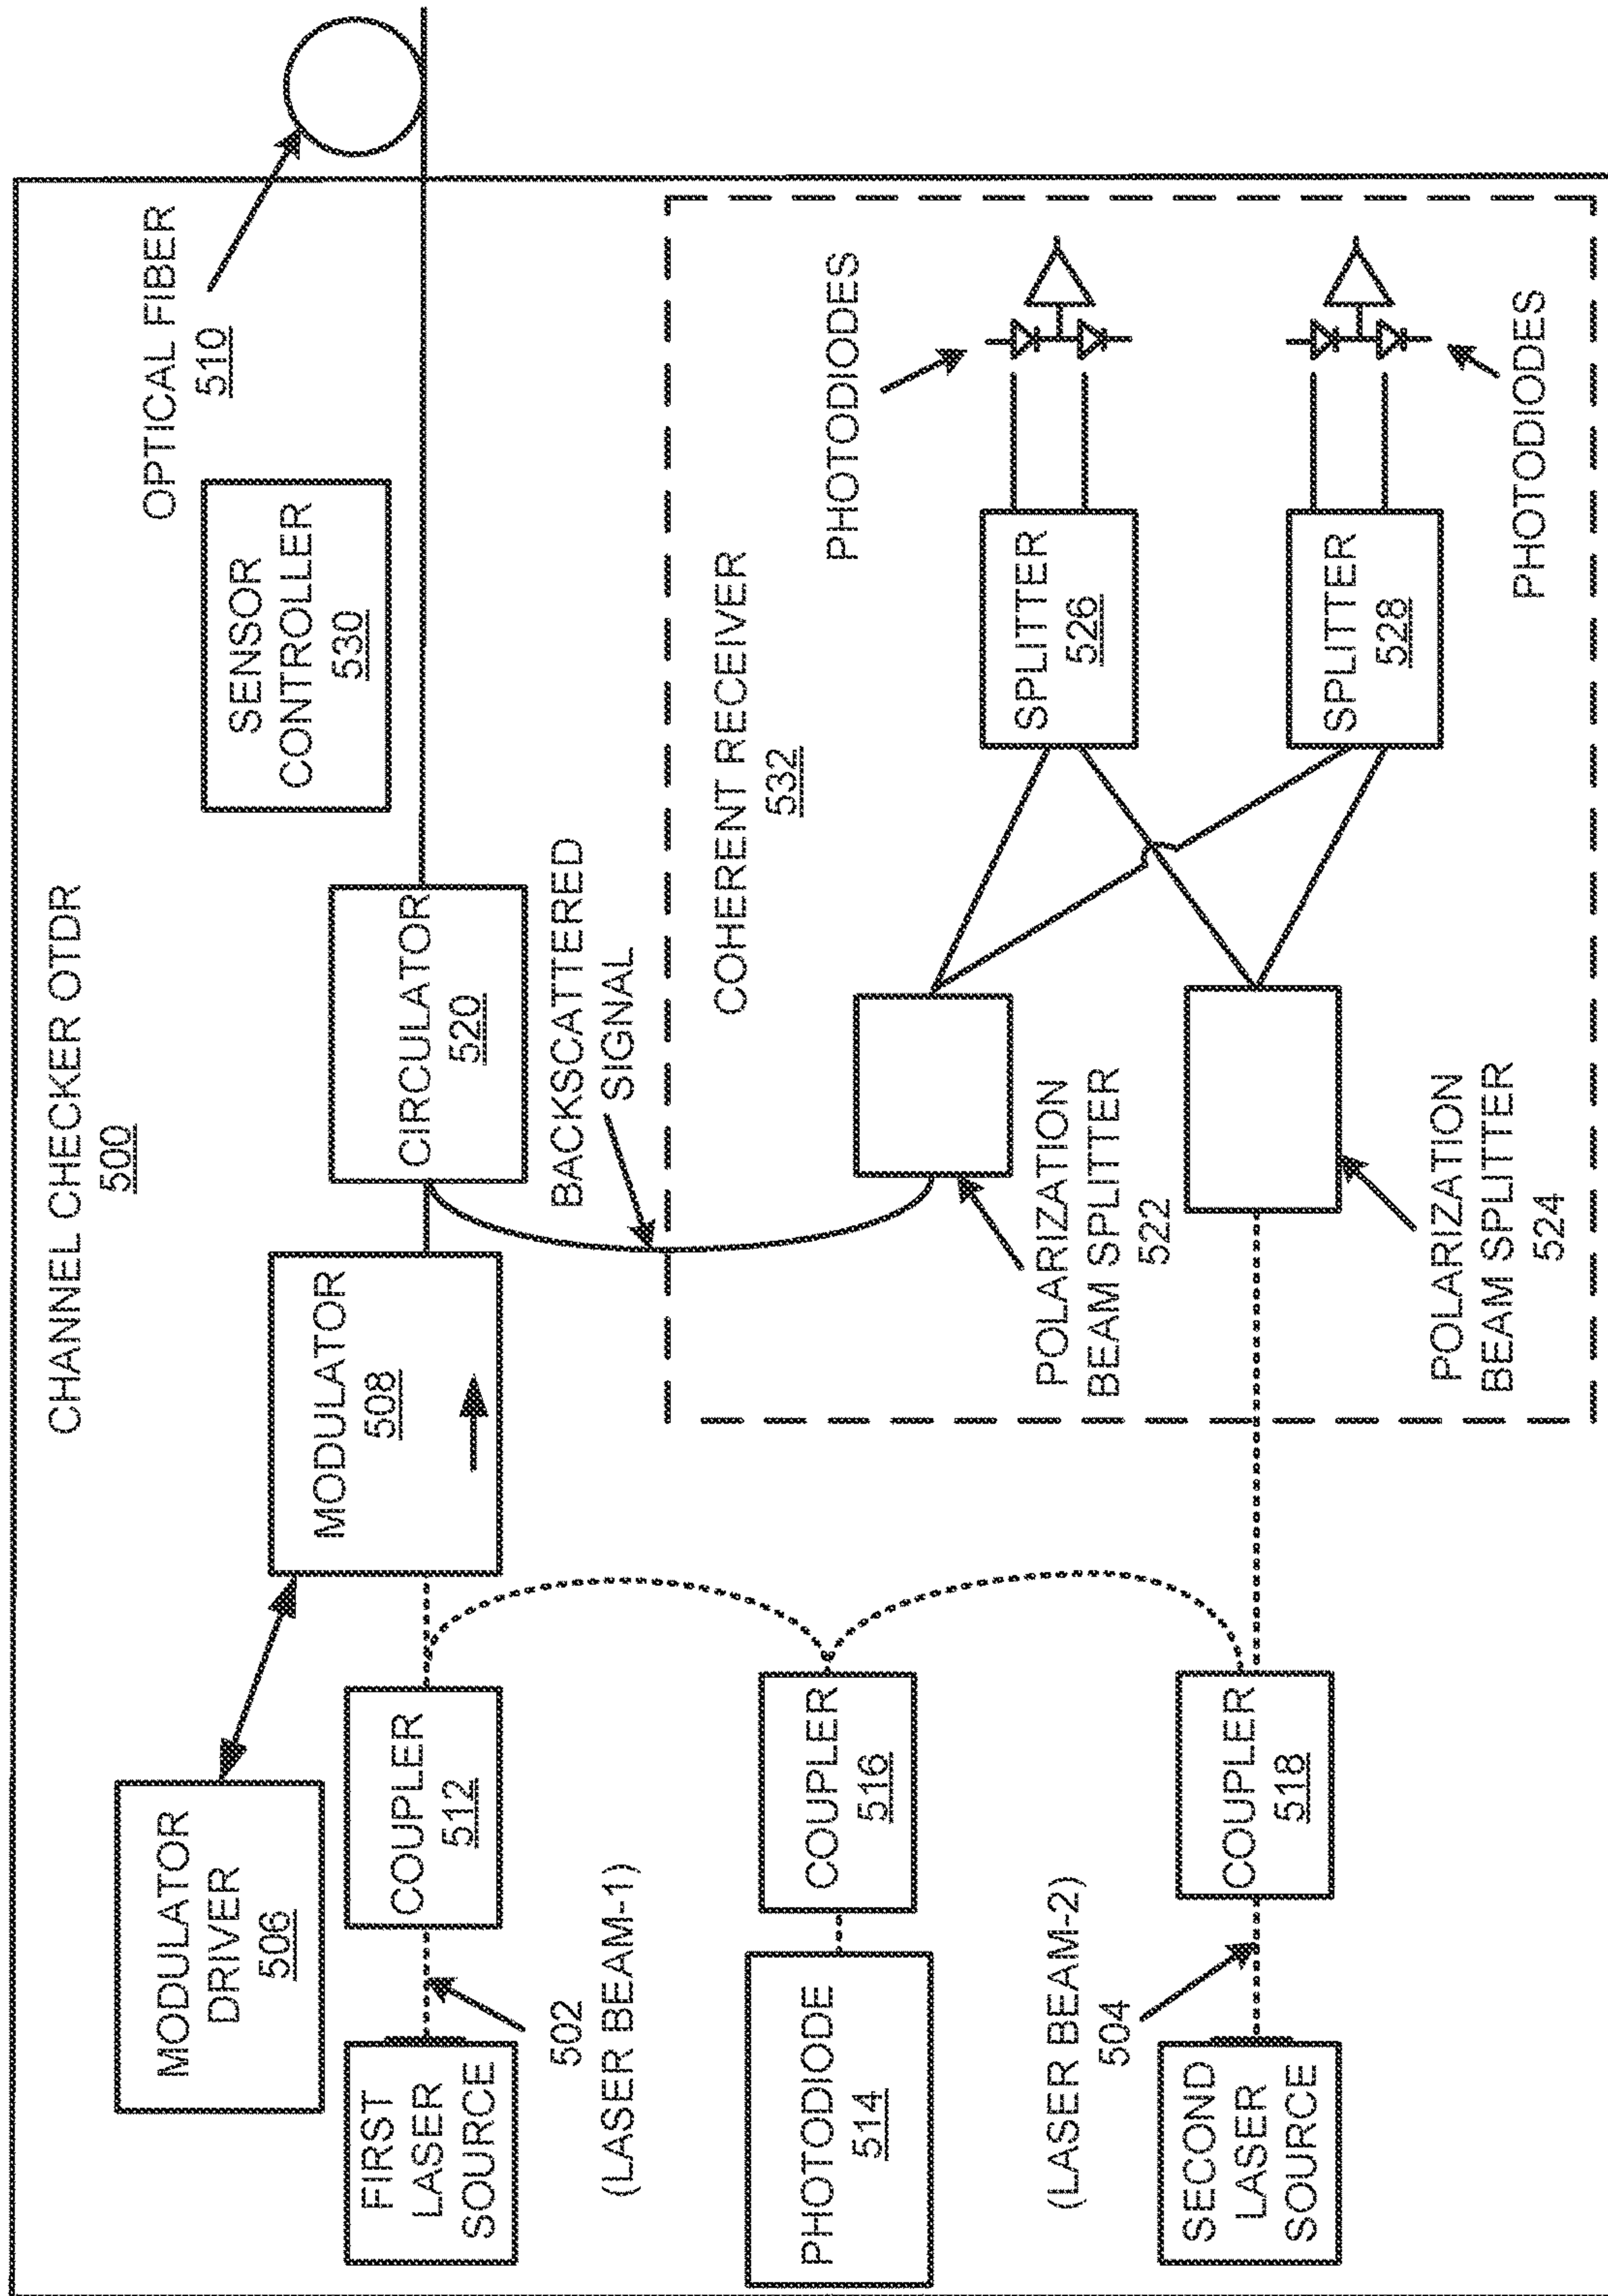 CHANNEL CHECKER OTDR
500
MODULATOR
DRIVER
506
MODULATOR
508
CIRCULATOR
520
SENSOR
CONTROLLER
530
OPTICAL FIBER
510
FIRST
LASER
SOURCE
502
(LASER BEAM-1)
COUPLER
512
BACKSCATTERED
SIGNAL
PHOTODIODE
514
COUPLER
516
COHERENT RECEIVER
532
PHOTODIODES
SPLITTER
526
POLARIZATION
BEAM SPLITTER
522
(LASER BEAM-2)
504
SECOND
LASER
SOURCE
COUPLER
518
SPLITTER
528
POLARIZATION
BEAM SPLITTER
524
PHOTODIODES